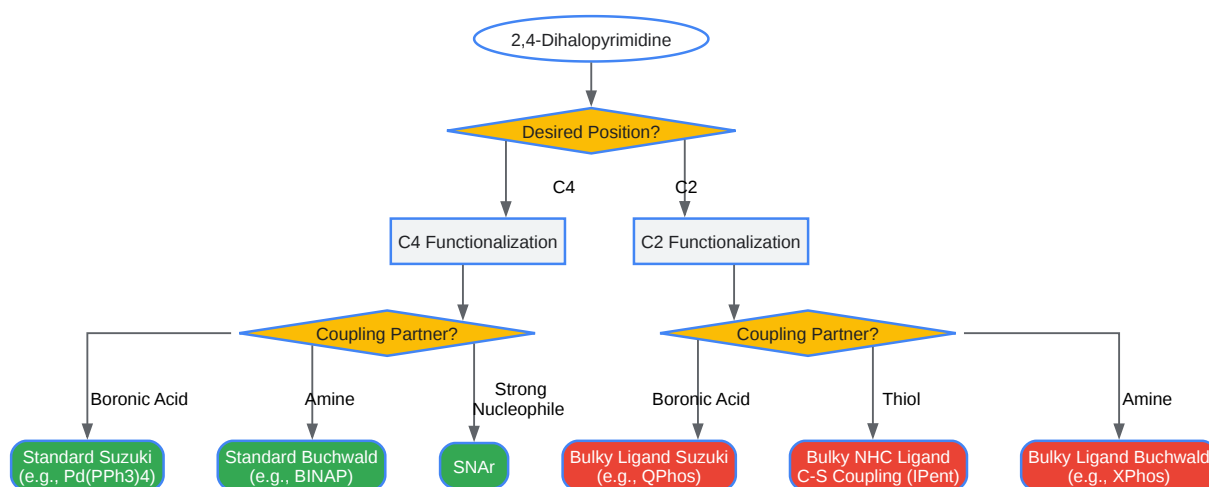 2,4-Dihalopyrimidine
Desired Position?
C4
C2
C4 Functionalization
C2 Functionalization
Coupling Partner?
Coupling Partner?
Boronic Acid
Amine
Strong
Nucleophile
Boronic Acid
Thiol
Amine
Standard Suzuki
(e.g., Pd(PPh3)4)
Standard Buchwald
(e.g., BINAP)
SNAr
Bulky Ligand Suzuki
(e.g., QPhos)
Bulky NHC Ligand
C-S Coupling (IPent)
Bulky Ligand Buchwald
(e.g., XPhos)